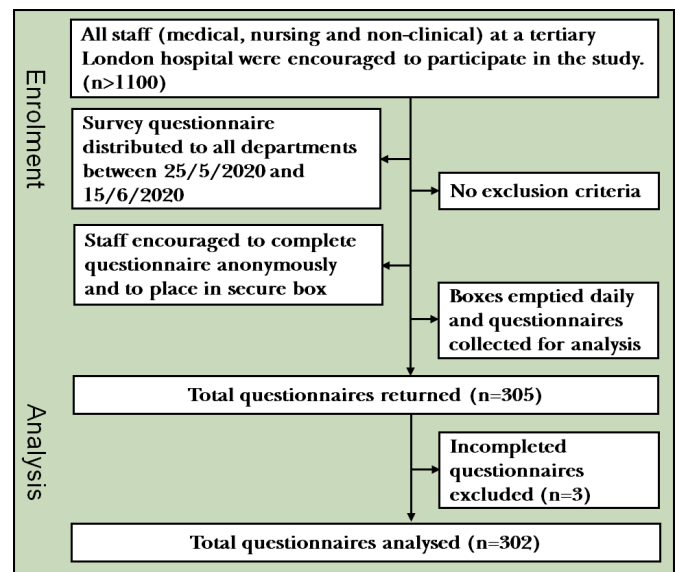 Enrolment
All staff (medical, nursing and non-clinical) at a tertiary
London hospital were encouraged to participate in the study.
(n>1100)
Survey questionnaire
distributed to all departments
between 25/5/2020 and
15/6/2020
No exclusion criteria
Staff encouraged to complete
questionnaire anonymously
and to place in secure box
Boxes emptied daily
and questionnaires
collected for analysis
Analysis
Total questionnaires returned (n=305)
Incompleted
questionnaires
excluded (n=3)
Total questionnaires analysed (n=302)